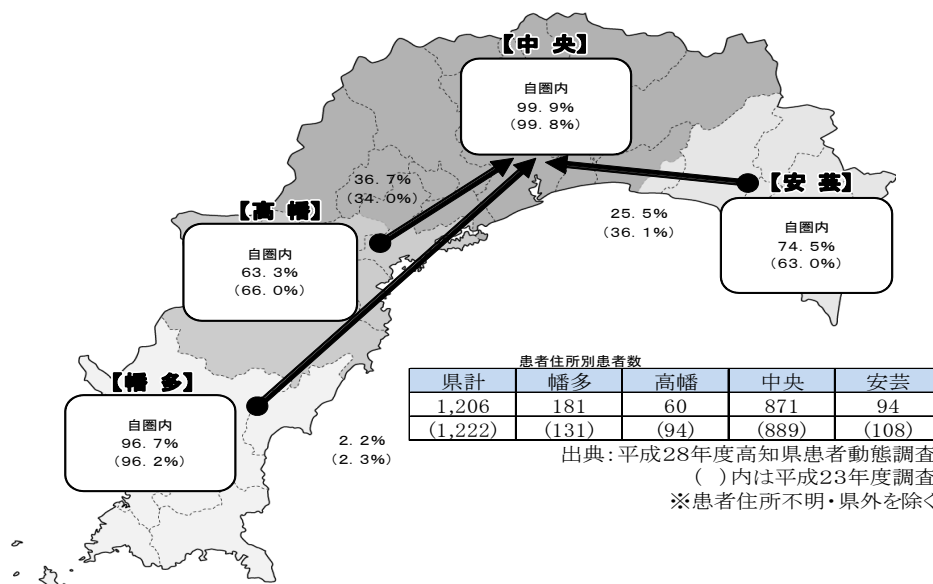 【中 央】
自圏内
99. 9%
(99. 8%)
36. 7%
(34. 0%)
【高 幡】
自圏内
63. 3%
(66. 0%)
【安 芸】
自圏内
74. 5%
(63. 0%)
25. 5%
(36. 1%)
【幡 多】
自圏内
96. 7%
(96. 2%)
2. 2%
(2. 3%)
患者住所別患者数
県計 幡多 高幡 中央 安芸
1,206 181 60 871 94
(1,222) (131) (94) (889) (108)
出典:平成28年度高知県患者動態調査
( )内は平成23年度調査
※患者住所不明・県外を除く